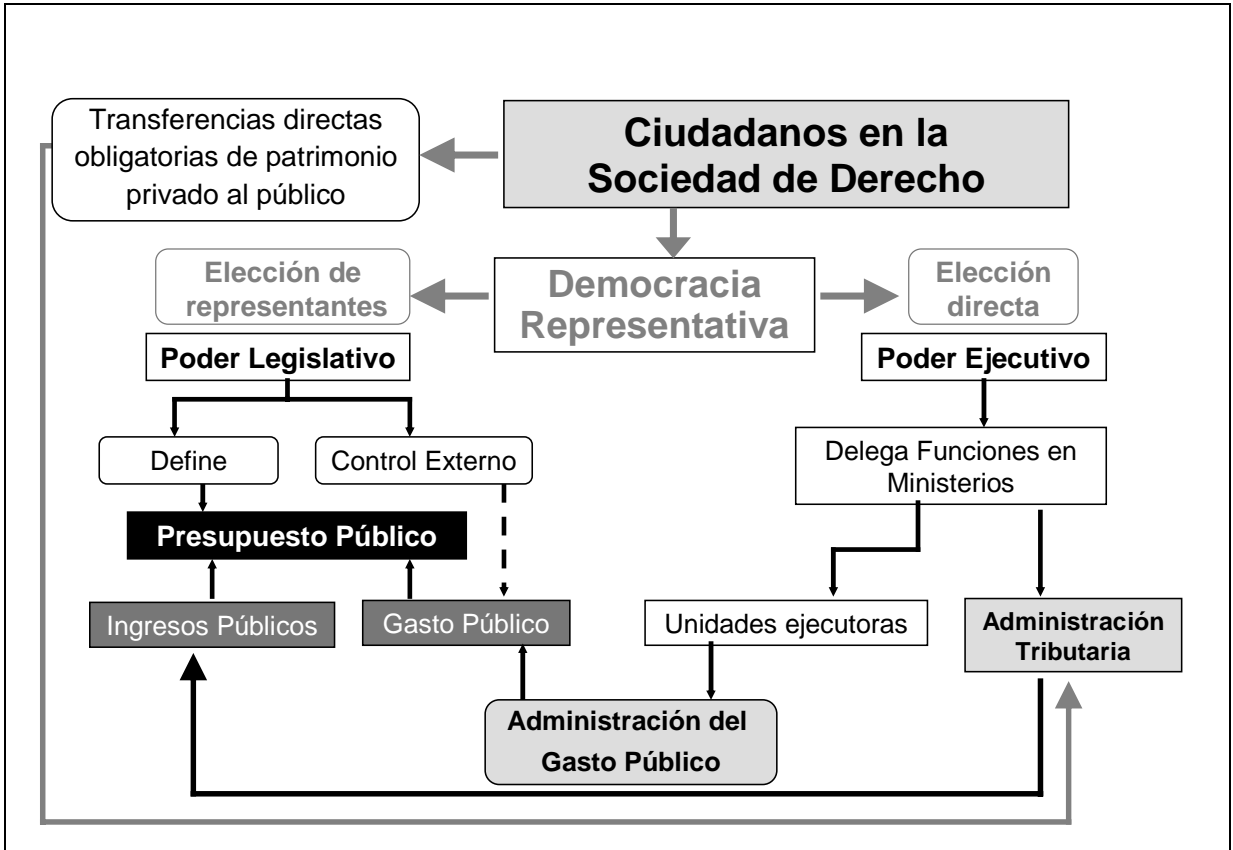 Transferencias directas
obligatorias de patrimonio
privado al público
Ciudadanos en la
Sociedad de Derecho
Elección de
representantes
Democracia
Representativa
Elección
directa
Poder Legislativo
Poder Ejecutivo
Define
Control Externo
Delega Funciones en
Ministerios
Presupuesto Público
Ingresos Públicos
Gasto Público
Unidades ejecutoras
Administración
Tributaria
Administración del
Gasto Público